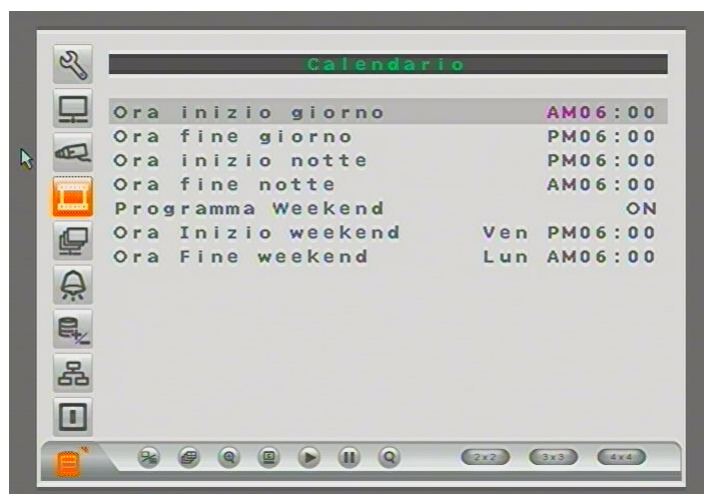 Calendario
Ora inizio giorno AM06:00
Ora fine giorno PM06:00
Ora inizio notte PM06:00
Ora fine notte AM06:00
Programma Weekend ON
Ora Inizio weekend Ven PM06:00
Ora Fine weekend Lun AM06:00
2x2 3x3 4x4